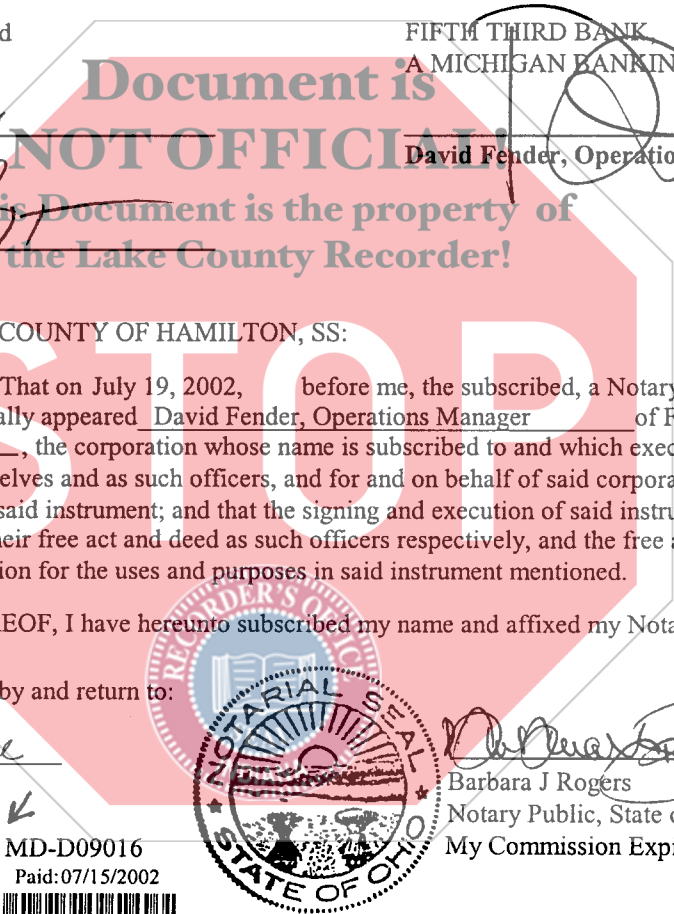 d
FIFTH THIRD BANK,
A MICHIGAN BANKIN
Document is
NOT OFFICIAL!
David Fender, Operatio
is Document is the property of
the Lake County Recorder!
STOP
COUNTY OF HAMILTON, SS:
That on July 19, 2002, before me, the subscribed, a Notary
ally appeared David Fender, Operations Manager of F
, the corporation whose name is subscribed to and which exec
elves and as such officers, and for and on behalf of said corpora
said instrument; and that the signing and execution of said instru
heir free act and deed as such officers respectively, and the free a
ion for the uses and purposes in said instrument mentioned.
RECORDER'S OFFICE
EOF, I have hereunto subscribed my name and affixed my Nota
by and return to:
NOTARIAL SEAL
STATE OF OHIO
Barbara J Rogers
Notary Public, State o
My Commission Expi
MD-D09016
Paid:07/15/2002